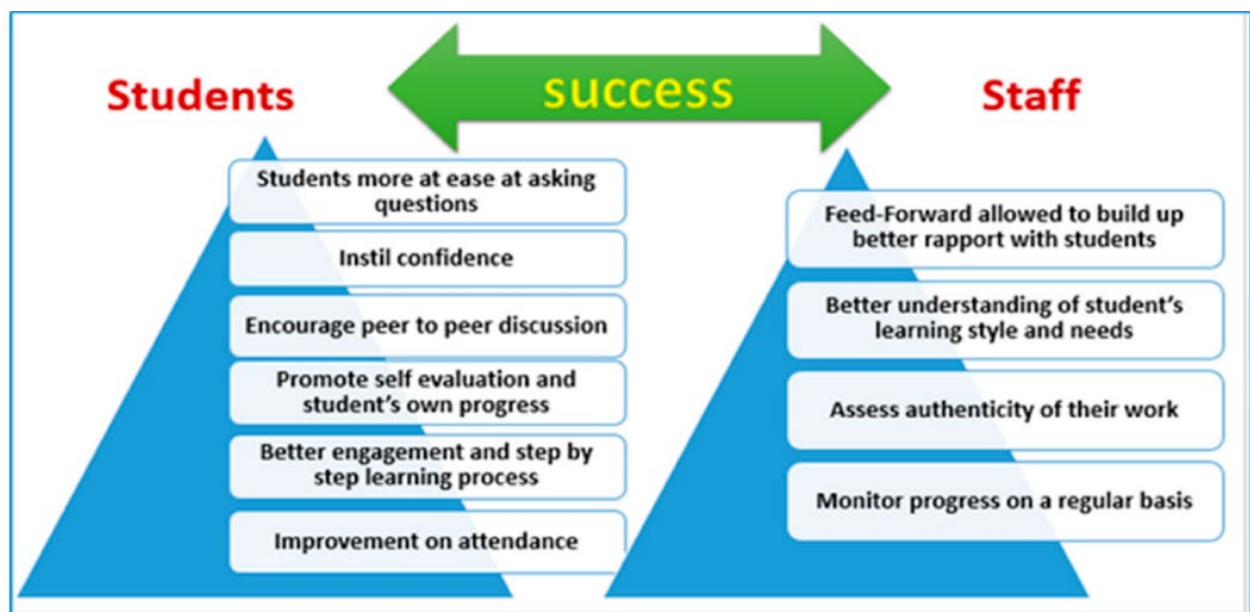 Students
success
Staff
Students more at ease at asking
questions
Instil confidence
Encourage peer to peer discussion
Promote self evaluation and
student's own progress
Better engagement and step by
step learning process
Improvement on attendance
Feed-Forward allowed to build up
better rapport with students
Better understanding of student's
learning style and needs
Assess authenticity of their work
Monitor progress on a regular basis